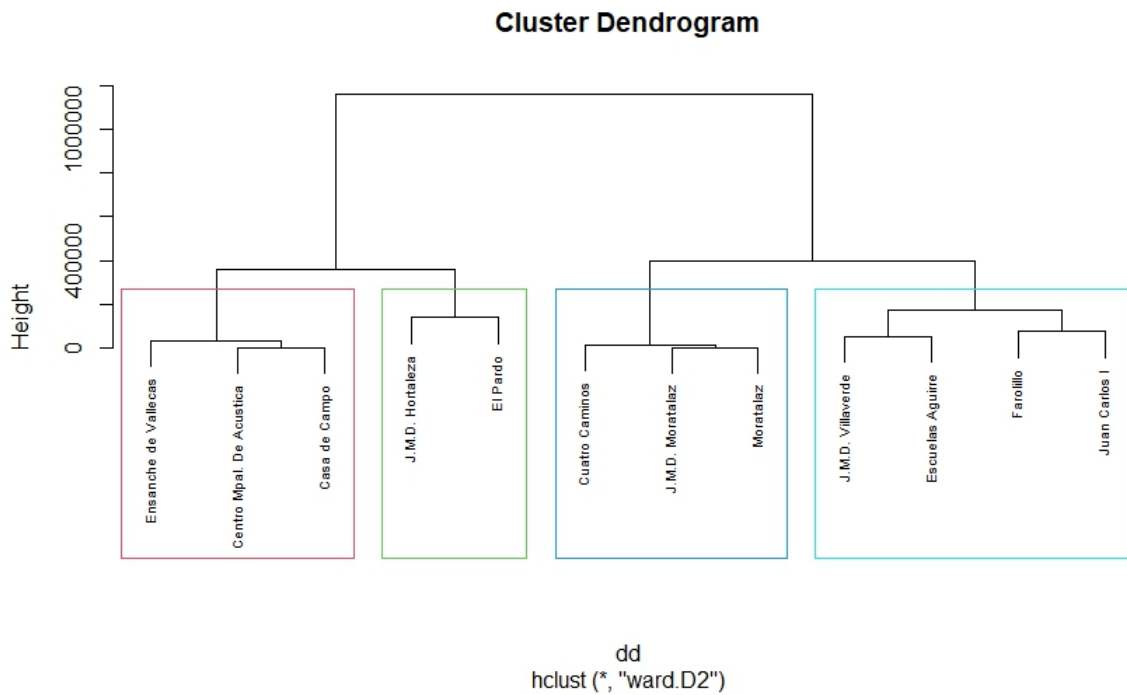 Cluster Dendrogram
Height
1000000
400000
0
Ensanche de Vallecas
Centro Mpal. De Acustica
Casa de Campo
J.M.D. Hortaleza
El Pardo
Cuatro Caminos
J.M.D. Moratalaz
Moratalaz
J.M.D. Villaverde
Escuelas Aguirre
Farolillo
Juan Carlos I
dd
hclust (*, "ward.D2")